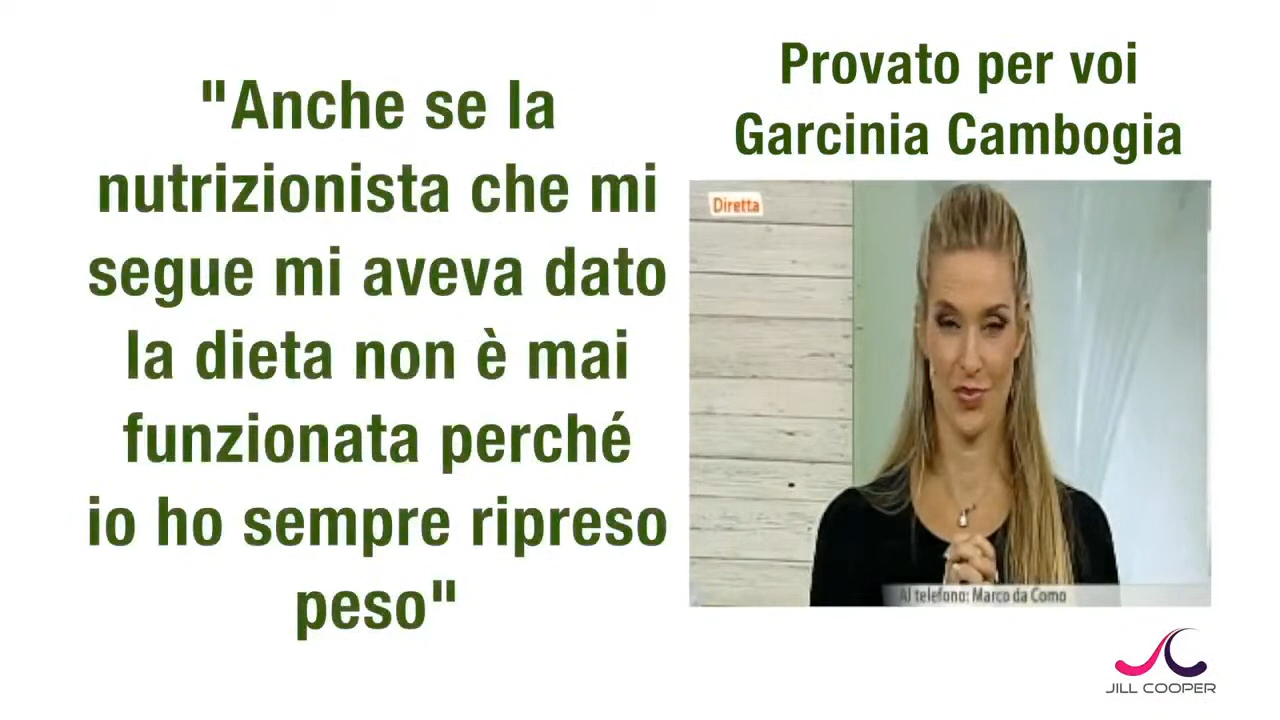 "Anche se la
nutrizionista che mi
segue mi aveva dato
la dieta non è mai
funzionata perché
io ho sempre ripreso
peso"
Provato per voi
Garcinia Cambogia
Diretta
Al telefono: Marco da Como
JILL COOPER